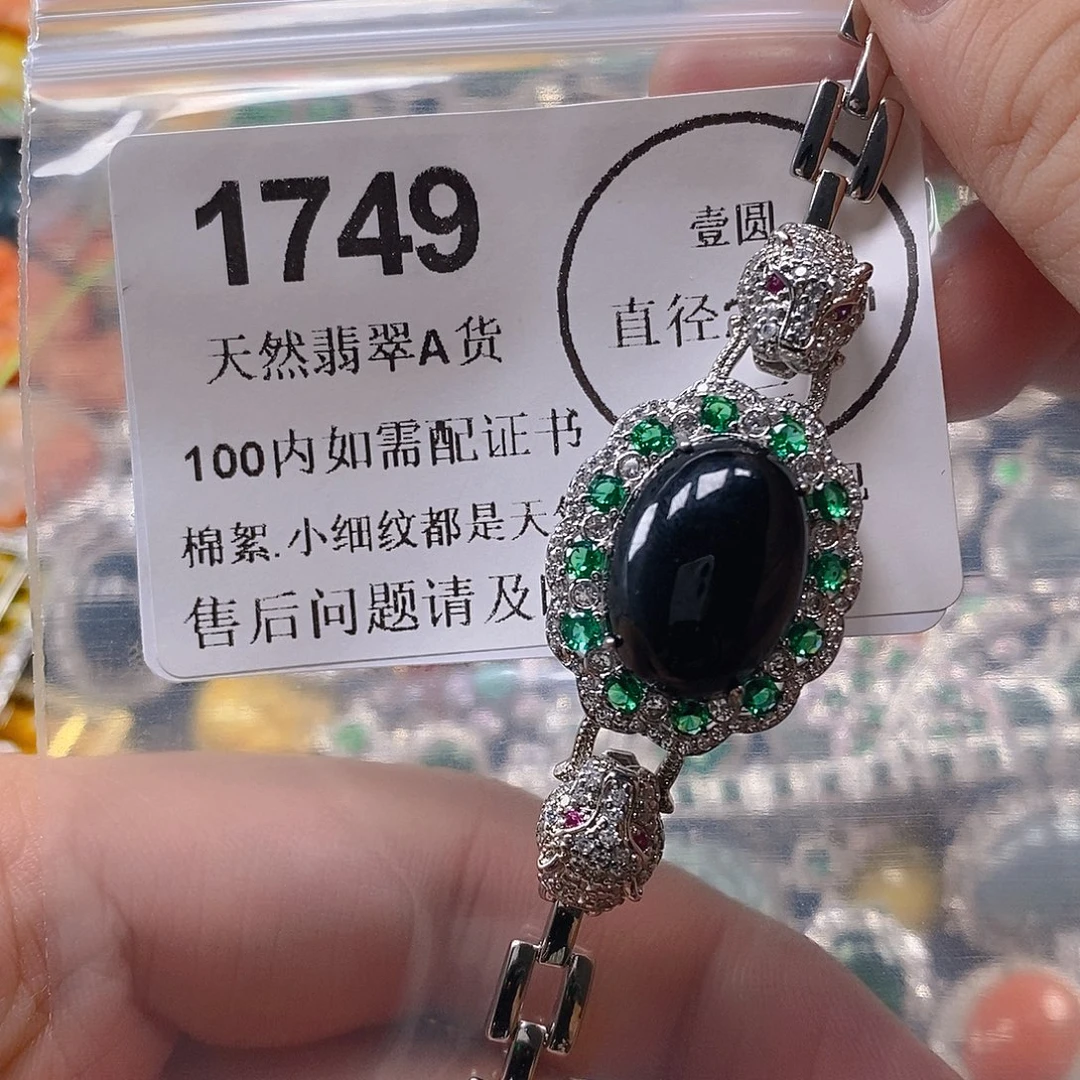 1749
天然翡翠A货
100内如需配证书
棉絮.小细纹都是天
售后问题请及
壹圆
直径